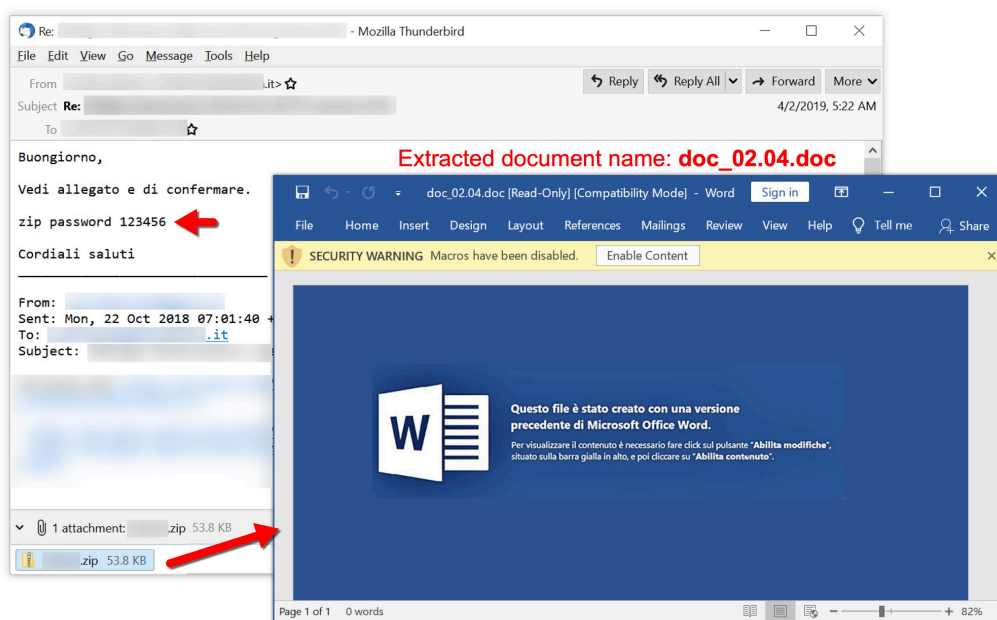 Re: - Mozilla Thunderbird
File Edit View Go Message Tools Help
From .it> Reply Reply All Forward More
Subject Re: 4/2/2019, 5:22 AM
To
Buongiorno,
Extracted document name: doc_02.04.doc
Vedi allegato e di confermare.
zip password 123456
Cordiali saluti
From:
Sent: Mon, 22 Oct 2018 07:01:40 +
To: .it
Subject:
1 attachment: .zip 53.8 KB
.zip 53.8 KB
doc_02.04.doc [Read-Only] [Compatibility Mode] - Word Sign in
File Home Insert Design Layout References Mailings Review View Help Tell me Share
SECURITY WARNING Macros have been disabled. Enable Content
W
Questo file è stato creato con una versione
precedente di Microsoft Office Word.
Per visualizzare il contenuto è necessario fare click sul pulsante "Abilita modifiche",
situato sulla barra gialla in alto, e poi cliccare su "Abilita contenuto".
Page 1 of 1 0 words 82%